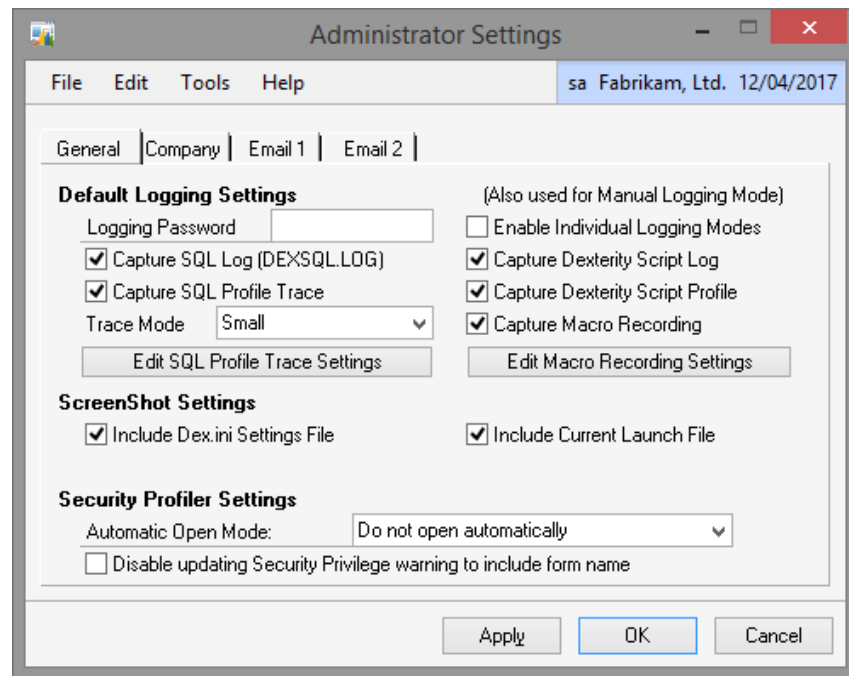 Administrator Settings
File Edit Tools Help sa Fabrikam, Ltd. 12/04/2017
General Company Email 1 Email 2
Default Logging Settings (Also used for Manual Logging Mode)
Logging Password Enable Individual Logging Modes
Capture SQL Log (DEXSQL.LOG) Capture Dexterity Script Log
Capture SQL Profile Trace Capture Dexterity Script Profile
Trace Mode Small Capture Macro Recording
Edit SQL Profile Trace Settings Edit Macro Recording Settings
ScreenShot Settings
Include Dex.ini Settings File Include Current Launch File
Security Profiler Settings
Automatic Open Mode: Do not open automatically
Disable updating Security Privilege warning to include form name
Apply OK Cancel